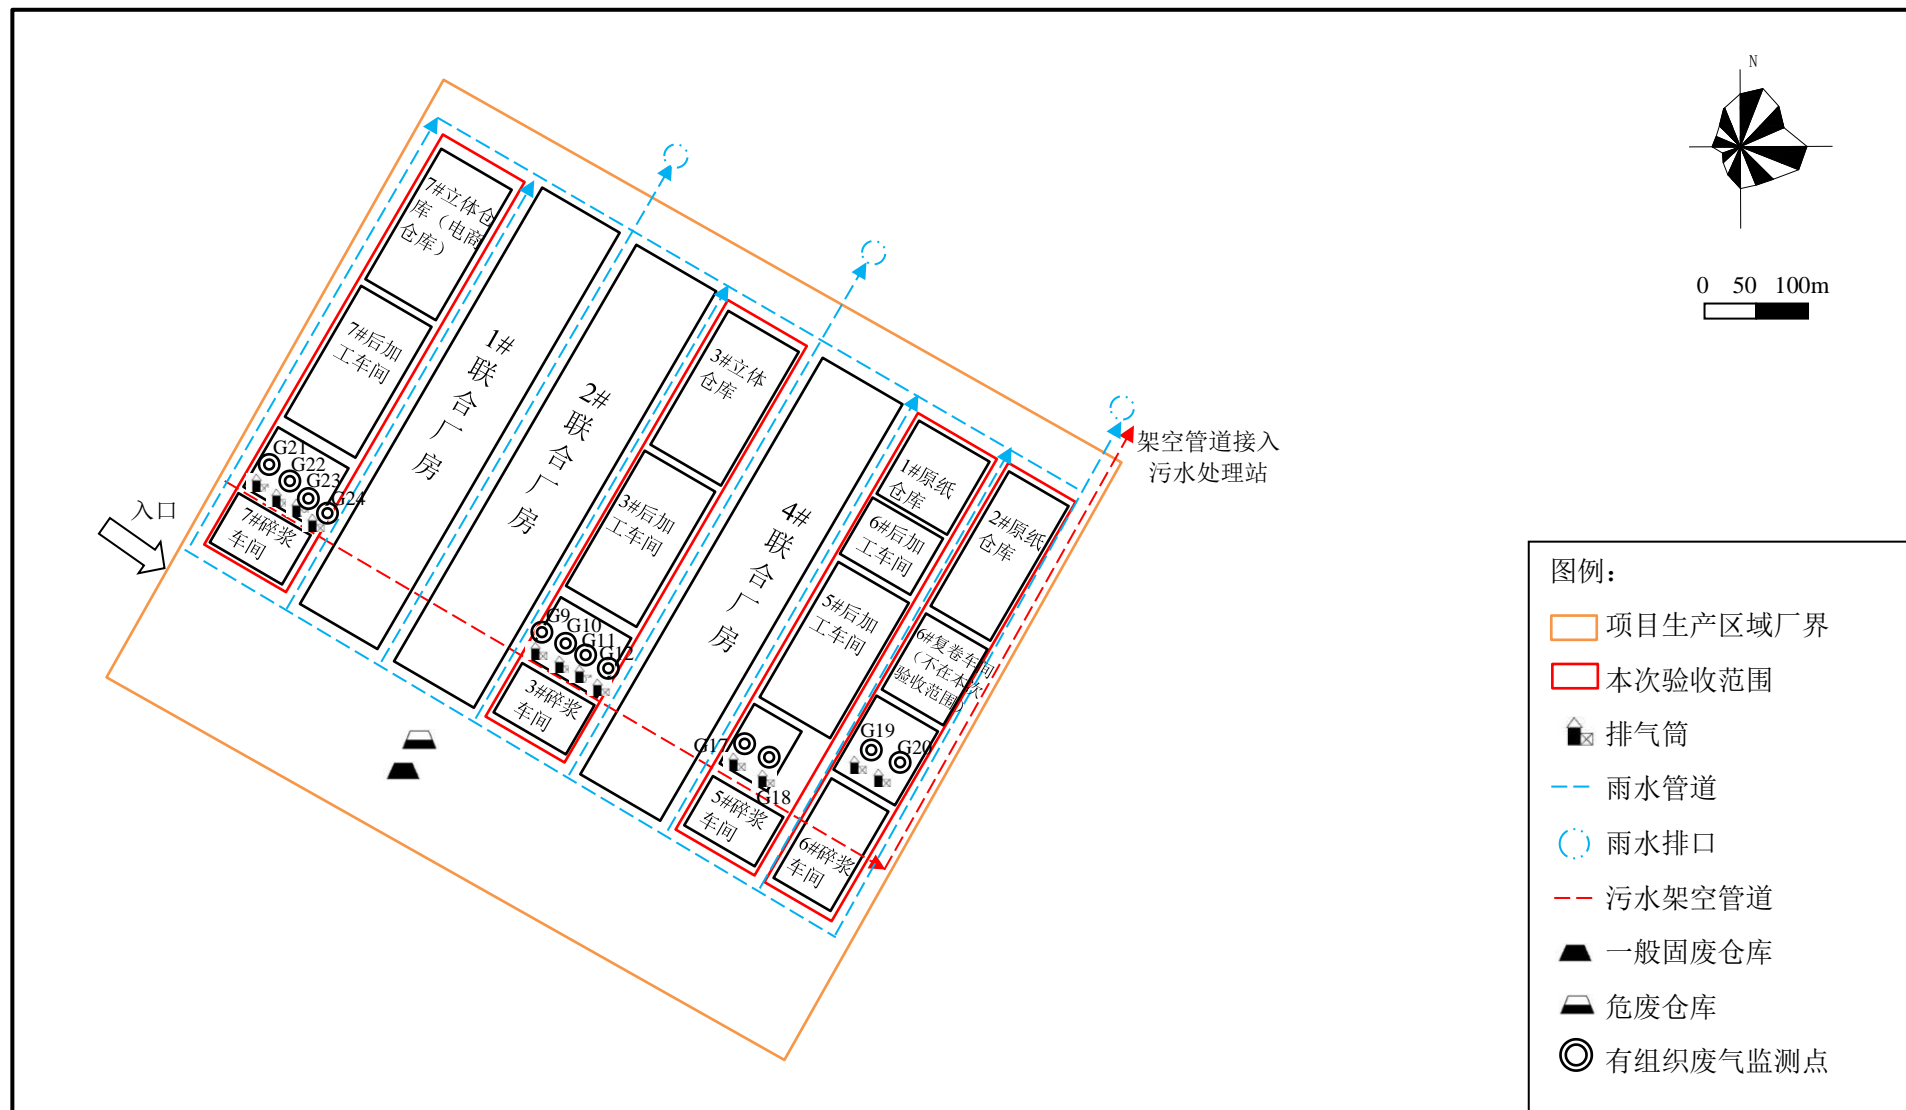 N
0 50 100m
7#立体仓
库（电商
仓库）
7#后加
工车间
G21
G22
G23
G24
7#碎浆
车间
入口
1#
联
合
厂
房
2#
联
合
厂
房
3#立体
仓库
3#后加
工车间
G9
G10
G11
G12
3#碎浆
车间
4#
联
合
厂
房
1#原纸
仓库
6#后加
工车间
5#后加
工车间
G17
G18
5#碎浆
车间
2#原纸
仓库
6#复卷车间
（不在本次
验收范围）
G19
G20
6#碎浆
车间
架空管道接入
污水处理站
图例：
项目生产区域厂界
本次验收范围
排气筒
雨水管道
雨水排口
污水架空管道
一般固废仓库
危废仓库
有组织废气监测点